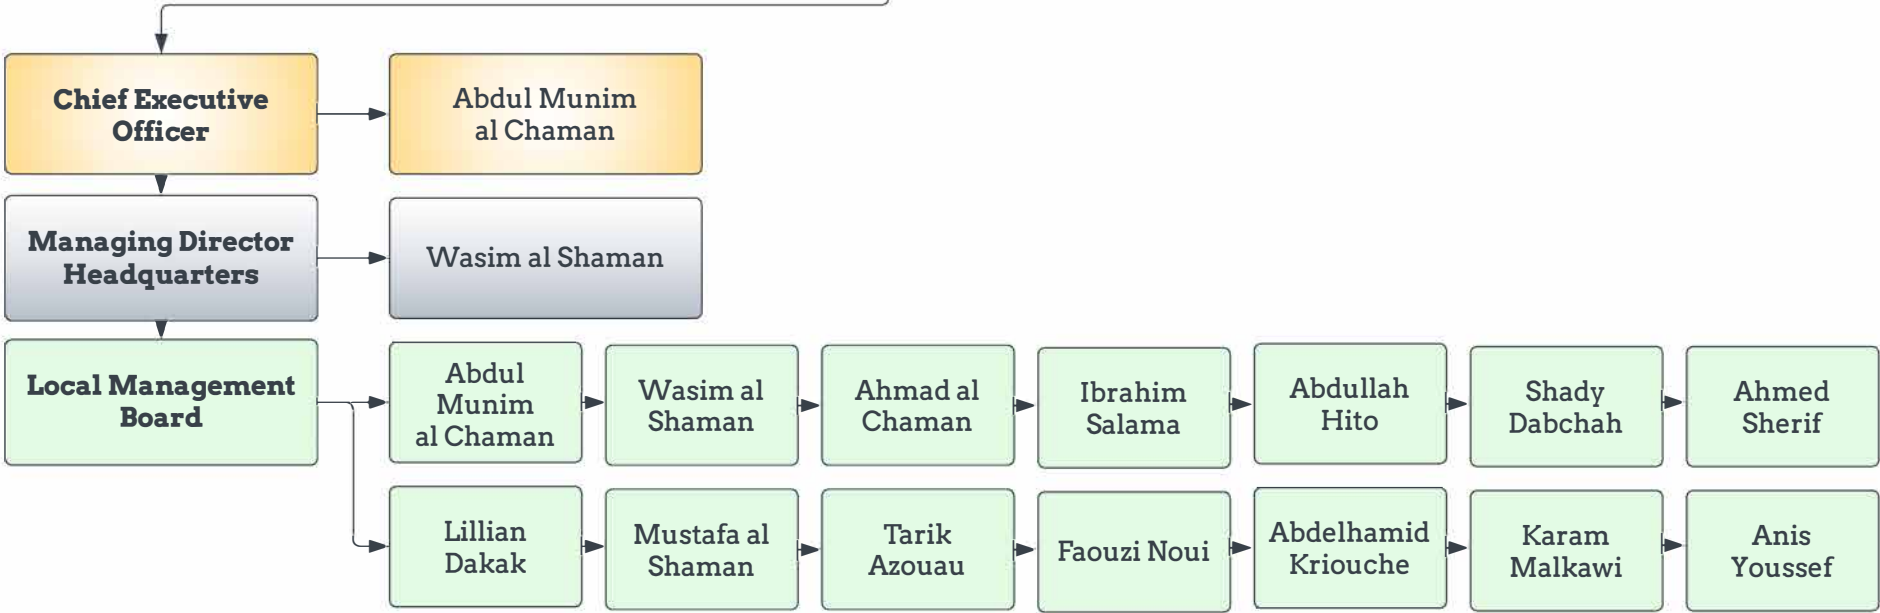 Chief Executive
Officer
Abdul Munim
al Chaman
Managing Director
Headquarters
Wasim al Shaman
Local Management
Board
Abdul
Munim
al Chaman
Wasim al
Shaman
Ahmad al
Chaman
Ibrahim
Salama
Abdullah
Hito
Shady
Dabchah
Ahmed
Sherif
Lillian
Dakak
Mustafa al
Shaman
Tarik
Azouau
Faouzi Noui
Abdelhamid
Kriouche
Karam
Malkawi
Anis
Youssef